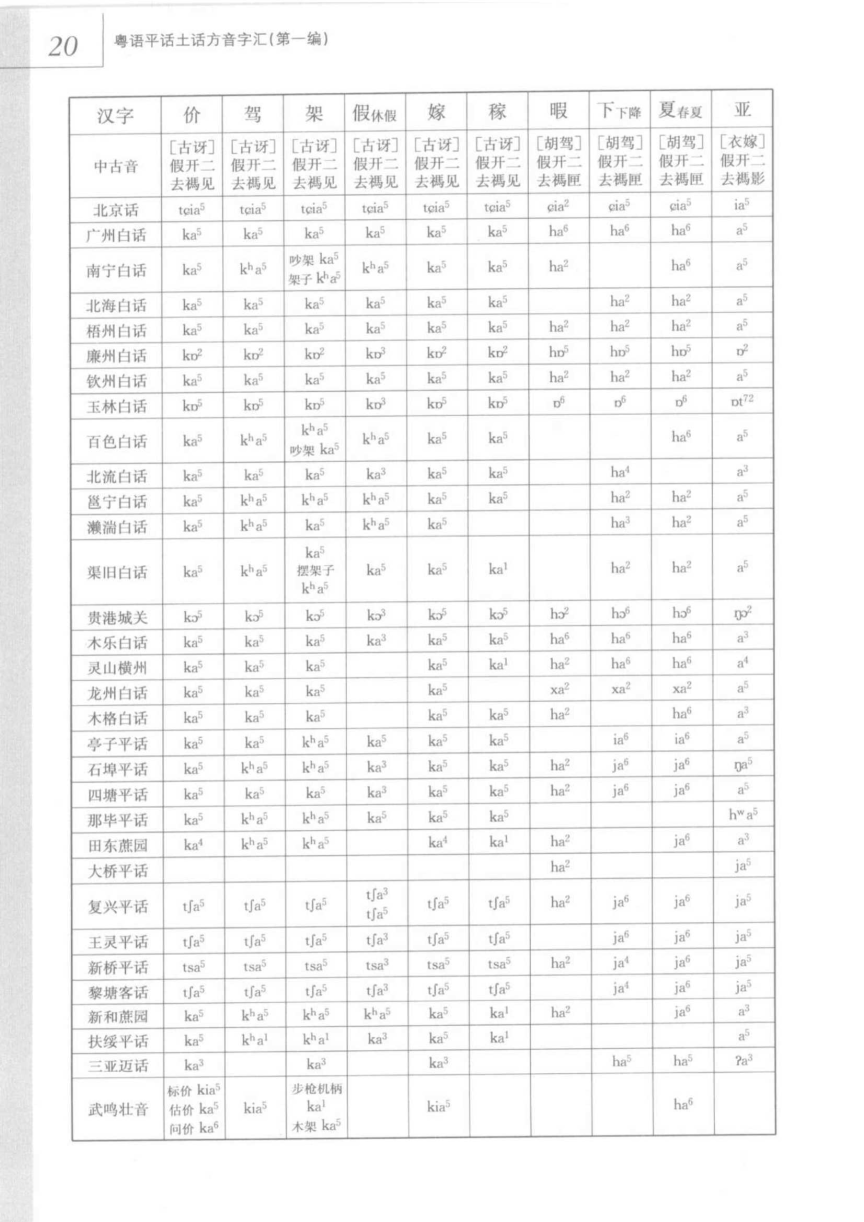 20 粤语平话土话方音字汇(第一编)
汉字 价 驾 架 假休假 嫁 稼 暇 下下降 夏春夏 亚
中古音 [古讶]假开二去禡见 [古讶]假开二去禡见 [古讶]假开二去禡见 [古讶]假开二去禡见 [古讶]假开二去禡见 [古讶]假开二去禡见 [胡驾]假开二去禡匣 [胡驾]假开二去禡匣 [胡驾]假开二去禡匣 [衣嫁]假开二去禡影
北京话 tɕia⁵ tɕia⁵ tɕia⁵ tɕia⁵ tɕia⁵ tɕia⁵ ɕia² ɕia⁵ ɕia⁵ ia⁵
广州白话 ka⁵ ka⁵ ka⁵ ka⁵ ka⁵ ka⁵ ha⁶ ha⁶ ha⁶ a⁵
南宁白话 ka⁵ kʰa⁵ 吵架 ka⁵ 架子 kʰa⁵ kʰa⁵ ka⁵ ka⁵ ha² ha⁶ a⁵
北海白话 ka⁵ ka⁵ ka⁵ ka⁵ ka⁵ ka⁵ ha² ha² a⁵
梧州白话 ka⁵ ka⁵ ka⁵ ka⁵ ka⁵ ka⁵ ha² ha² ha² a⁵
廉州白话 kɒ² kɒ² kɒ² kɒ³ kɒ² kɒ² hɒ⁵ hɒ⁵ hɒ⁵ ɒ²
钦州白话 ka⁵ ka⁵ ka⁵ ka⁵ ka⁵ ka⁵ ha² ha² ha² a⁵
玉林白话 kɒ⁵ kɒ⁵ kɒ⁵ kɒ³ kɒ⁵ kɒ⁵ ɒ⁶ ɒ⁶ ɒ⁶ ɒt⁷²
百色白话 ka⁵ kʰa⁵ kʰa⁵ 吵架 ka⁵ kʰa⁵ ka⁵ ka⁵ ha⁶ a⁵
北流白话 ka⁵ ka⁵ ka⁵ ka³ ka⁵ ka⁵ ha⁴ a³
邕宁白话 ka⁵ kʰa⁵ kʰa⁵ kʰa⁵ ka⁵ ka⁵ ha² ha² a⁵
濑湍白话 ka⁵ kʰa⁵ ka⁵ kʰa⁵ ka⁵ ha³ ha² a⁵
渠旧白话 ka⁵ kʰa⁵ ka⁵ 摆架子 kʰa⁵ ka⁵ ka⁵ ka¹ ha² ha² a⁵
贵港城关 kɔ⁵ kɔ⁵ kɔ⁵ kɔ³ kɔ⁵ kɔ⁵ hɔ² hɔ⁶ hɔ⁶ ŋɔ²
木乐白话 ka⁵ ka⁵ ka⁵ ka³ ka⁵ ka⁵ ha⁶ ha⁶ ha⁶ a³
灵山横州 ka⁵ ka⁵ ka⁵ ka⁵ ka¹ ha² ha⁶ ha⁶ a⁴
龙州白话 ka⁵ ka⁵ ka⁵ ka⁵ xa² xa² xa² a⁵
木格白话 ka⁵ ka⁵ ka⁵ ka⁵ ka⁵ ha² ha⁶ a³
亭子平话 ka⁵ ka⁵ kʰa⁵ ka⁵ ka⁵ ka⁵ ia⁶ ia⁶ a⁵
石埠平话 ka⁵ kʰa⁵ kʰa⁵ ka³ ka⁵ ka⁵ ha² ja⁶ ja⁶ ŋa⁵
四塘平话 ka⁵ ka⁵ ka⁵ ka³ ka⁵ ka⁵ ha² ja⁶ ja⁶ a⁵
那毕平话 ka⁵ kʰa⁵ kʰa⁵ ka⁵ ka⁵ ka⁵ hʷa⁵
田东蔗园 ka⁴ kʰa⁵ kʰa⁵ ka⁴ ka¹ ha² ja⁶ a³
大桥平话 ha² ja⁵
复兴平话 tʃa⁵ tʃa⁵ tʃa⁵ tʃa³ tʃa⁵ tʃa⁵ tʃa⁵ ha² ja⁶ ja⁶ ja⁵
王灵平话 tʃa⁵ tʃa⁵ tʃa⁵ tʃa³ tʃa⁵ tʃa⁵ ja⁶ ja⁶ ja⁵
新桥平话 tsa⁵ tsa⁵ tsa⁵ tsa³ tsa⁵ tsa⁵ ha² ja⁴ ja⁶ ja⁵
黎塘客话 tʃa⁵ tʃa⁵ tʃa⁵ tʃa³ tʃa⁵ tʃa⁵ ja⁴ ja⁶ ja⁵
新和蔗园 ka⁵ kʰa⁵ kʰa⁵ kʰa⁵ ka⁵ ka¹ ha² ja⁶ a³
扶绥平话 ka⁵ kʰa¹ kʰa¹ ka³ ka⁵ ka¹ a⁵
三亚迈话 ka³ ka³ ka³ ha⁵ ha⁵ ʔa³
武鸣壮音 标价 kia⁵ 估价 ka⁵ 问价 ka⁶ kia⁵ 步枪机柄 ka¹ 木架 ka⁵ kia⁵ ha⁶